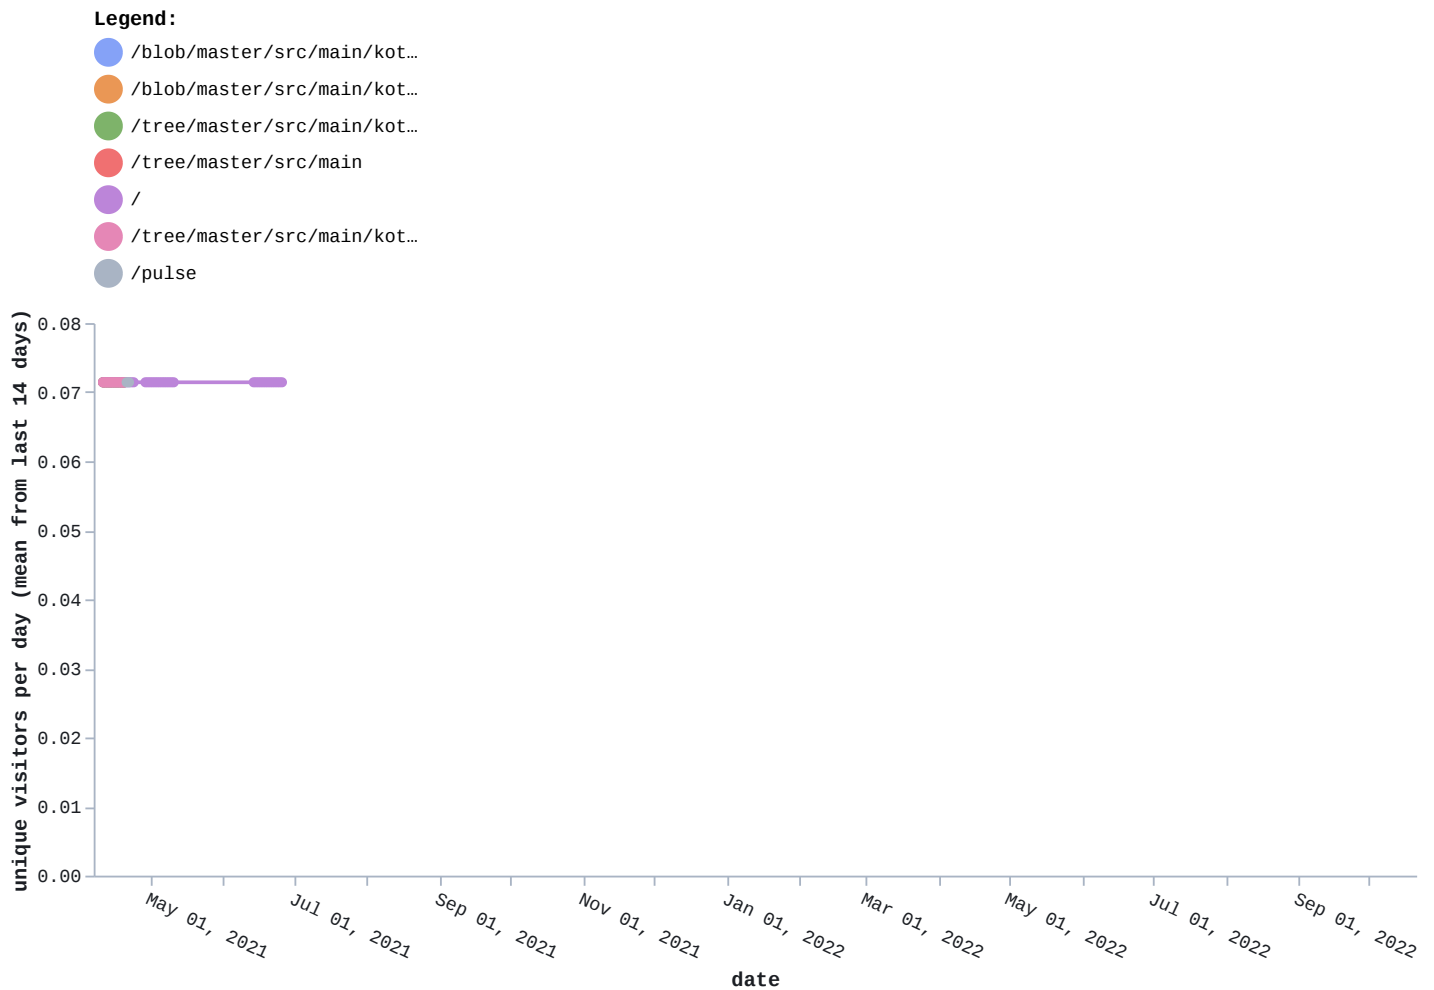 Legend:
/blob/master/src/main/kot…
/blob/master/src/main/kot…
/tree/master/src/main/kot…
/tree/master/src/main
/
/tree/master/src/main/kot…
/pulse
unique visitors per day (mean from last 14 days)
0.08
0.07
0.06
0.05
0.04
0.03
0.02
0.01
0.00
May 01, 2021
Jul 01, 2021
Sep 01, 2021
Nov 01, 2021
Jan 01, 2022
Mar 01, 2022
May 01, 2022
Jul 01, 2022
Sep 01, 2022
date